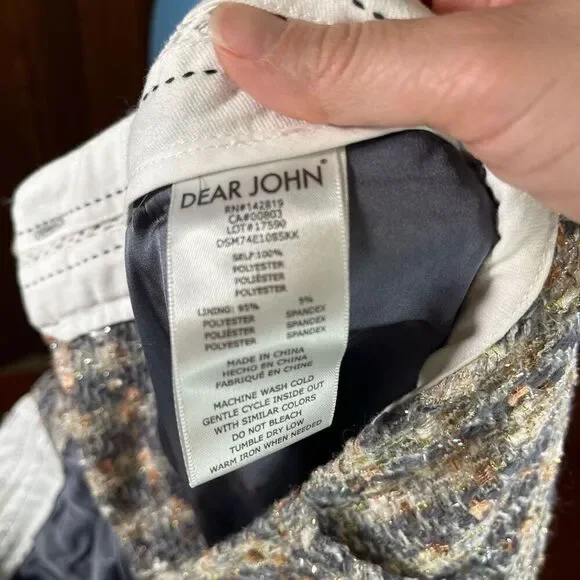 DEAR JOHN®
RN#142819
CA#00803
LOT#17590
DSM74E1085KK
SELF:100%
POLYESTER
POLIÉSTER
POLYESTER
LINING: 95% 5%
POLYESTER SPANDEX
POLIÉSTER SPANDEX
POLYESTER SPANDEX
MADE IN CHINA
HECHO EN CHINA
FABRIQUÉ EN CHINE
MACHINE WASH COLD
GENTLE CYCLE INSIDE OUT
WITH SIMILAR COLORS
DO NOT BLEACH
TUMBLE DRY LOW
WARM IRON WHEN NEEDED